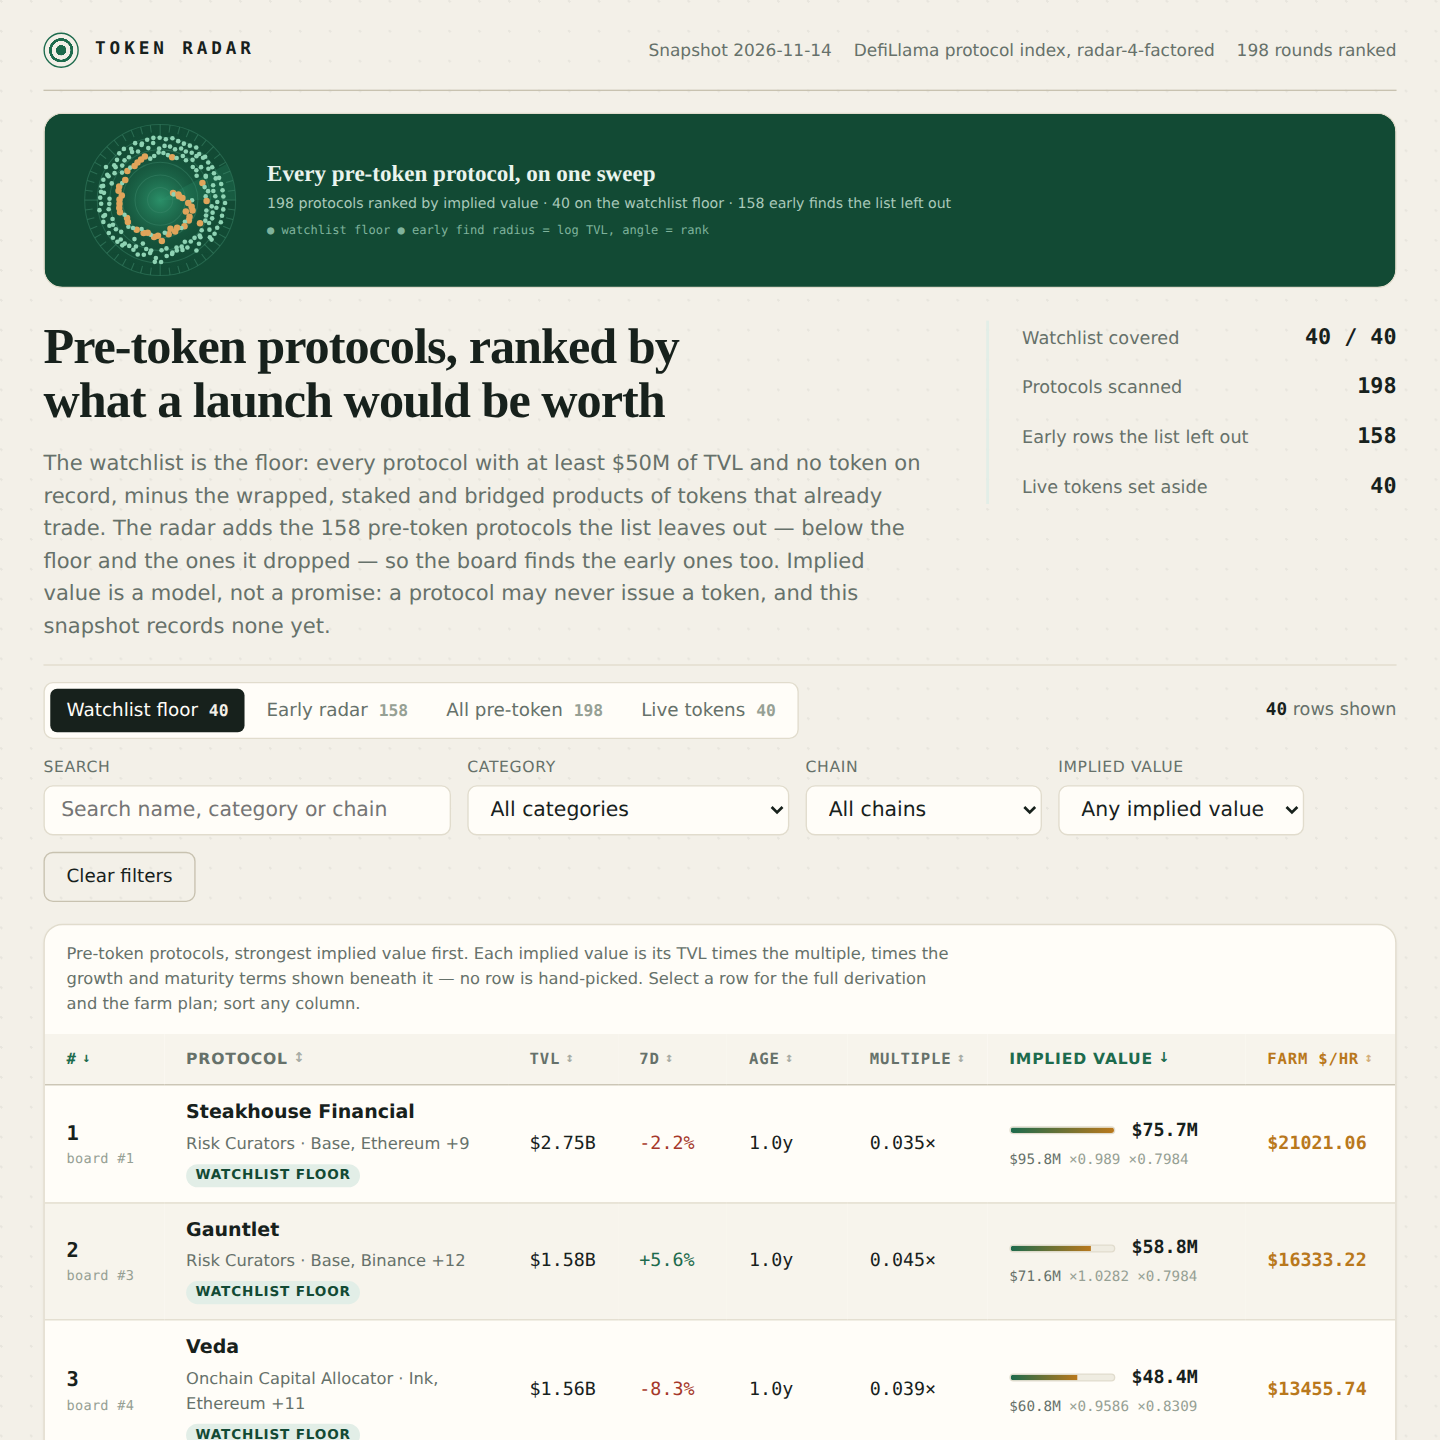 TOKEN RADAR
Snapshot 2026-11-14 DefiLlama protocol index, radar-4-factored 198 rounds ranked
Every pre-token protocol, on one sweep
198 protocols ranked by implied value · 40 on the watchlist floor · 158 early finds the list left out
● watchlist floor ● early find radius = log TVL, angle = rank
Pre-token protocols, ranked by
what a launch would be worth
The watchlist is the floor: every protocol with at least $50M of TVL and no token on
record, minus the wrapped, staked and bridged products of tokens that already
trade. The radar adds the 158 pre-token protocols the list leaves out — below the
floor and the ones it dropped — so the board finds the early ones too. Implied
value is a model, not a promise: a protocol may never issue a token, and this
snapshot records none yet.
Watchlist covered 40 / 40
Protocols scanned 198
Early rows the list left out 158
Live tokens set aside 40
Watchlist floor 40 Early radar 158 All pre-token 198 Live tokens 40
40 rows shown
SEARCH CATEGORY CHAIN IMPLIED VALUE
Search name, category or chain All categories All chains Any implied value
Clear filters
Pre-token protocols, strongest implied value first. Each implied value is its TVL times the multiple, times the
growth and maturity terms shown beneath it — no row is hand-picked. Select a row for the full derivation
and the farm plan; sort any column.
# ↓ PROTOCOL ↕ TVL ↕ 7D ↕ AGE ↕ MULTIPLE ↕ IMPLIED VALUE ↓ FARM $/HR ↕
1
board #1
Steakhouse Financial
Risk Curators · Base, Ethereum +9
WATCHLIST FLOOR
$2.75B -2.2% 1.0y 0.035× $75.7M
$95.8M ×0.989 ×0.7984
$21021.06
2
board #3
Gauntlet
Risk Curators · Base, Binance +12
WATCHLIST FLOOR
$1.58B +5.6% 1.0y 0.045× $58.8M
$71.6M ×1.0282 ×0.7984
$16333.22
3
board #4
Veda
Onchain Capital Allocator · Ink,
Ethereum +11
WATCHLIST FLOOR
$1.56B -8.3% 1.0y 0.039× $48.4M
$60.8M ×0.9586 ×0.8309
$13455.74